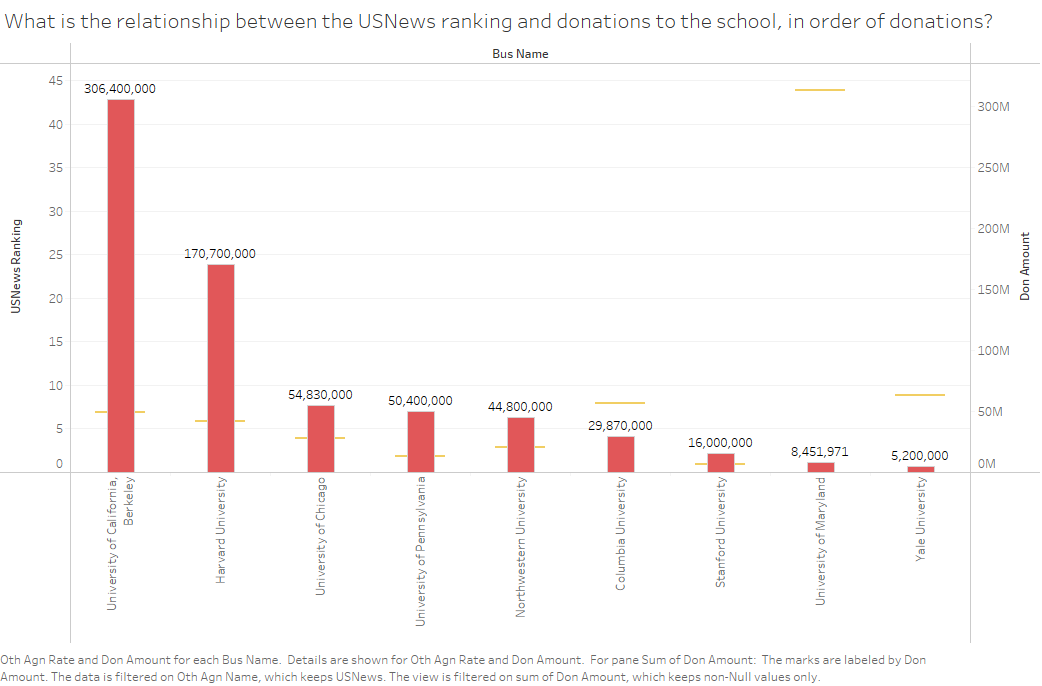 What is the relationship between the USNews ranking and donations to the school, in order of donations?
Bus Name
USNews Ranking
45
40
35
30
25
20
15
10
5
0
306,400,000
170,700,000
54,830,000
50,400,000
44,800,000
29,870,000
16,000,000
8,451,971
5,200,000
300M
250M
200M
150M
100M
50M
0M
Don Amount
University of California,
Berkeley
Harvard University
University of Chicago
University of Pennsylvania
Northwestern University
Columbia University
Stanford University
University of Maryland
Yale University
Oth Agn Rate and Don Amount for each Bus Name.  Details are shown for Oth Agn Rate and Don Amount.  For pane Sum of Don Amount:  The marks are labeled by Don
Amount. The data is filtered on Oth Agn Name, which keeps USNews. The view is filtered on sum of Don Amount, which keeps non-Null values only.